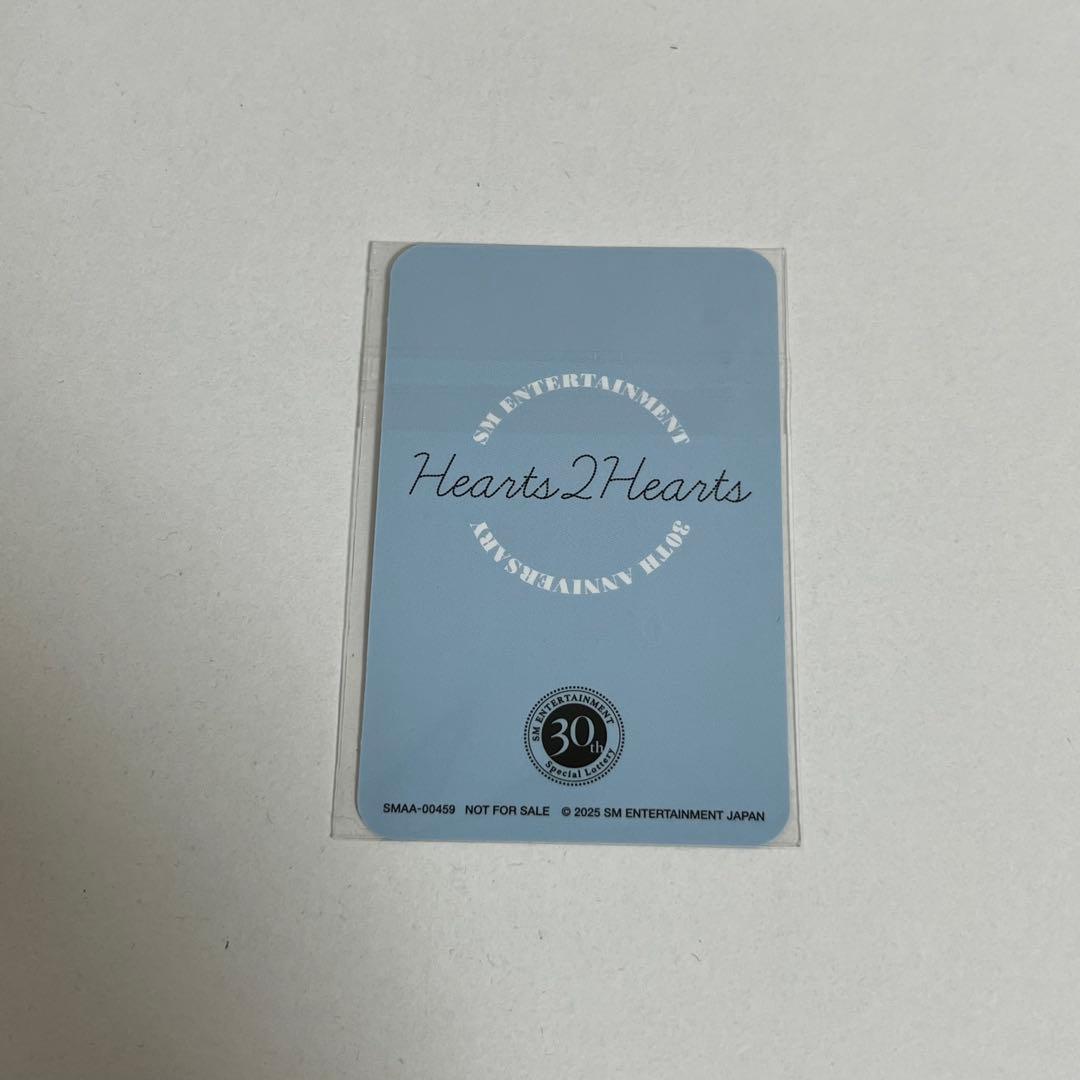 SM ENTERTAINMENT
Hearts2Hearts
30TH ANNIVERSARY
SM ENTERTAINMENT
30th
Special Lottery
SMAA-00459 NOT FOR SALE © 2025 SM ENTERTAINMENT JAPAN